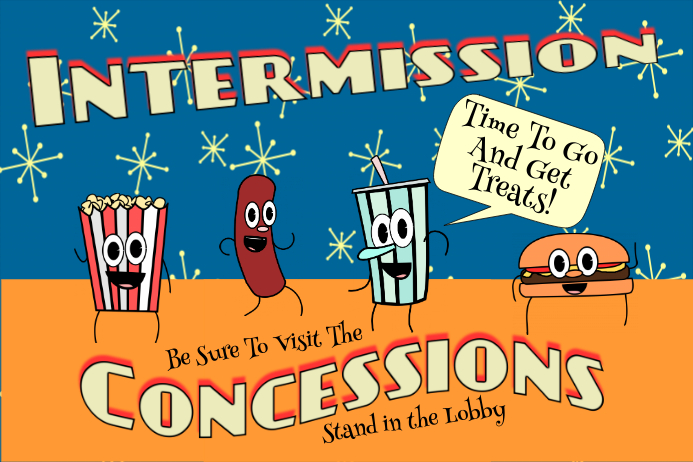 INTERMISSION
Time To Go
And Get
Treats!
Be Sure To Visit The
CONCESSIONS
Stand in the Lobby